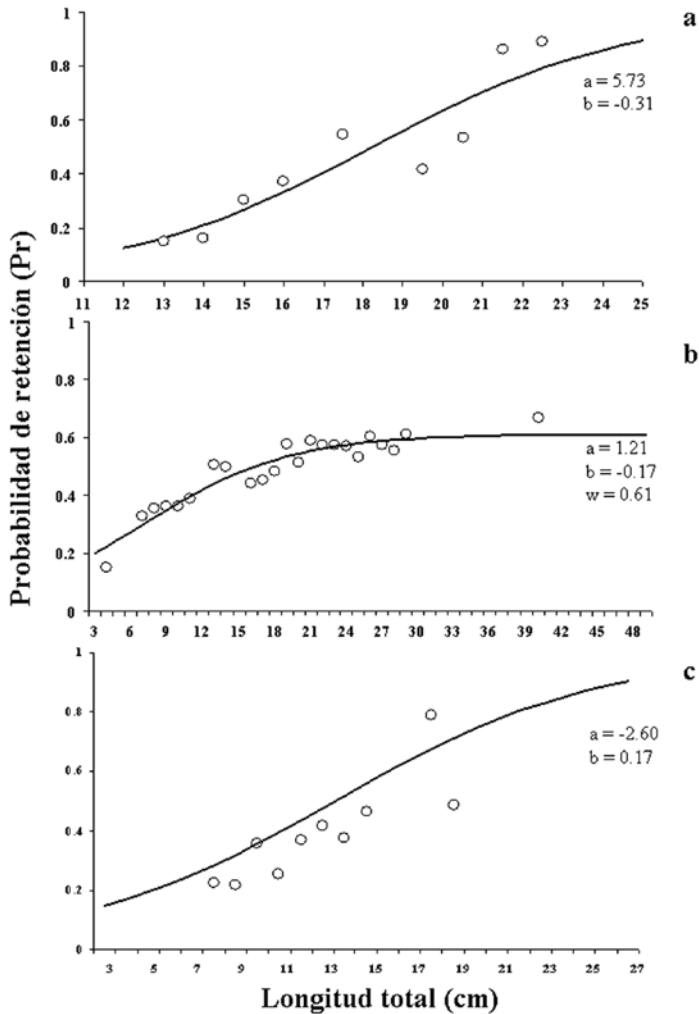 a
1
0.8
0.6
0.4
0.2
0
11 12 13 14 15 16 17 18 19 20 21 22 23 24 25
a = 5.73
b = -0.31
Probabilidad de retención (Pr)
b
1
0.8
0.6
0.4
0.2
0
3 6 9 12 15 18 21 24 27 30 33 36 39 42 45 48
a = 1.21
b = -0.17
w = 0.61
c
1
0.8
0.6
0.4
0.2
0
3 5 7 9 11 13 15 17 19 21 23 25 27
a = -2.60
b = 0.17
Longitud total (cm)